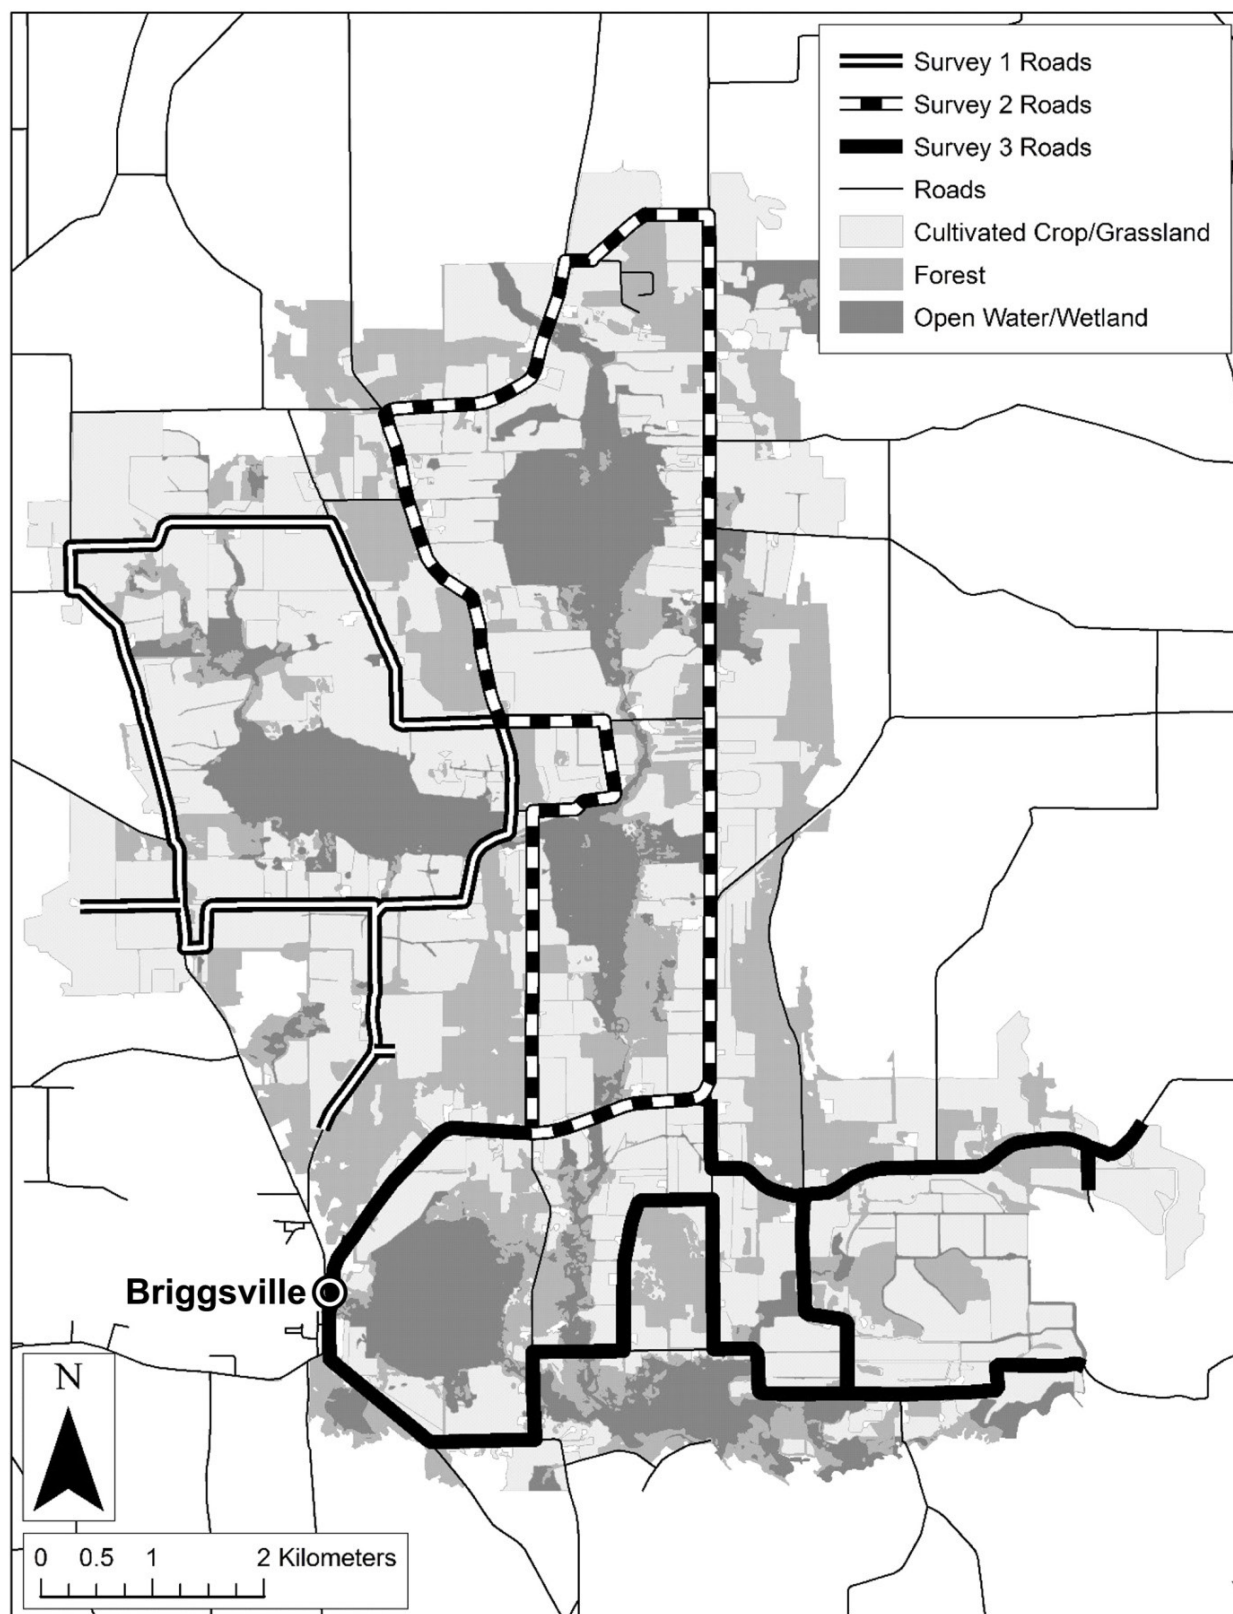 Survey 1 Roads
Survey 2 Roads
Survey 3 Roads
Roads
Cultivated Crop/Grassland
Forest
Open Water/Wetland
Briggsville
N
0 0.5 1 2 Kilometers